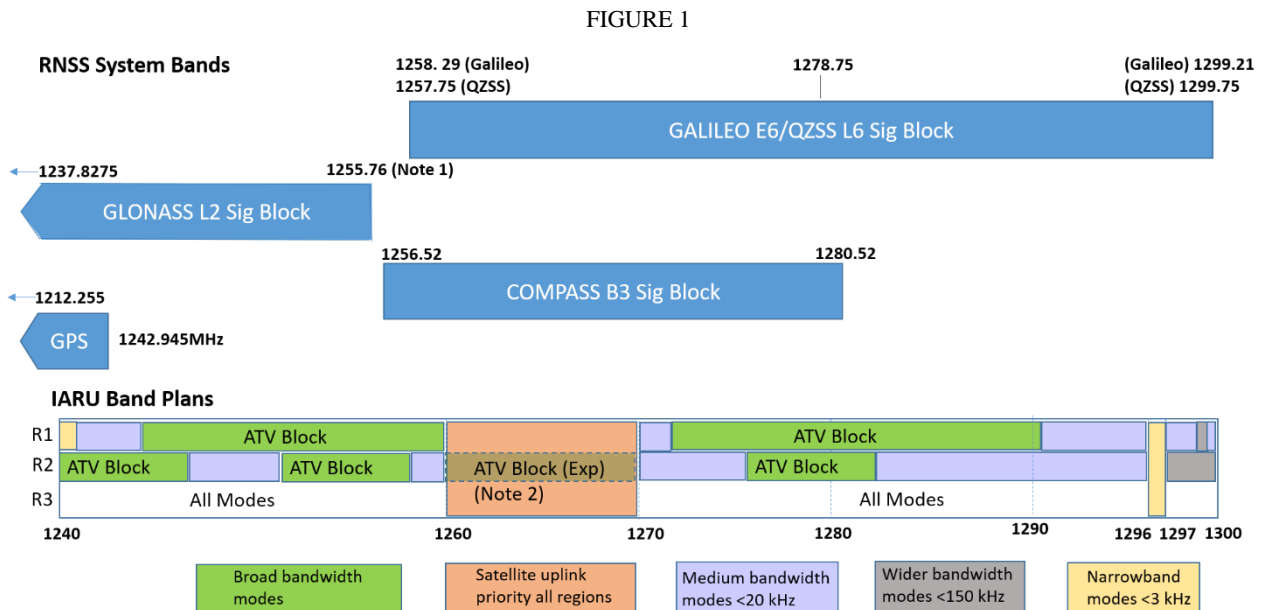 FIGURE 1
RNSS System Bands
1258. 29 (Galileo)
1257.75 (QZSS)
1278.75
(Galileo) 1299.21
(QZSS) 1299.75
GALILEO E6/QZSS L6 Sig Block
1237.8275
1255.76 (Note 1)
GLONASS L2 Sig Block
1256.52
1280.52
COMPASS B3 Sig Block
1212.255
GPS
1242.945MHz
IARU Band Plans
R1
ATV Block
ATV Block
R2
ATV Block
ATV Block
ATV Block (Exp)
(Note 2)
ATV Block
R3
All Modes
All Modes
1240
1260
1270
1280
1290
1296
1297
1300
Broad bandwidth
modes
Satellite uplink
priority all regions
Medium bandwidth
modes <20 kHz
Wider bandwidth
modes <150 kHz
Narrowband
modes <3 kHz